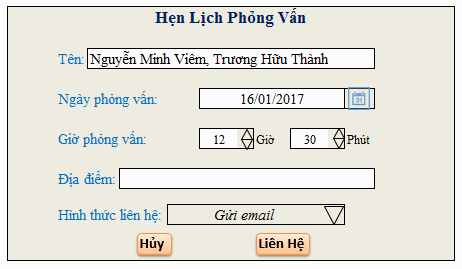 Hẹn Lịch Phỏng Vấn
Tên: Nguyễn Minh Viêm, Trương Hữu Thành
Ngày phỏng vấn: 16/01/2017 31
Giờ phỏng vấn: 12 Giờ 30 Phút
Địa điểm:
Hình thức liên hệ: Gửi email
Hủy Liên Hệ